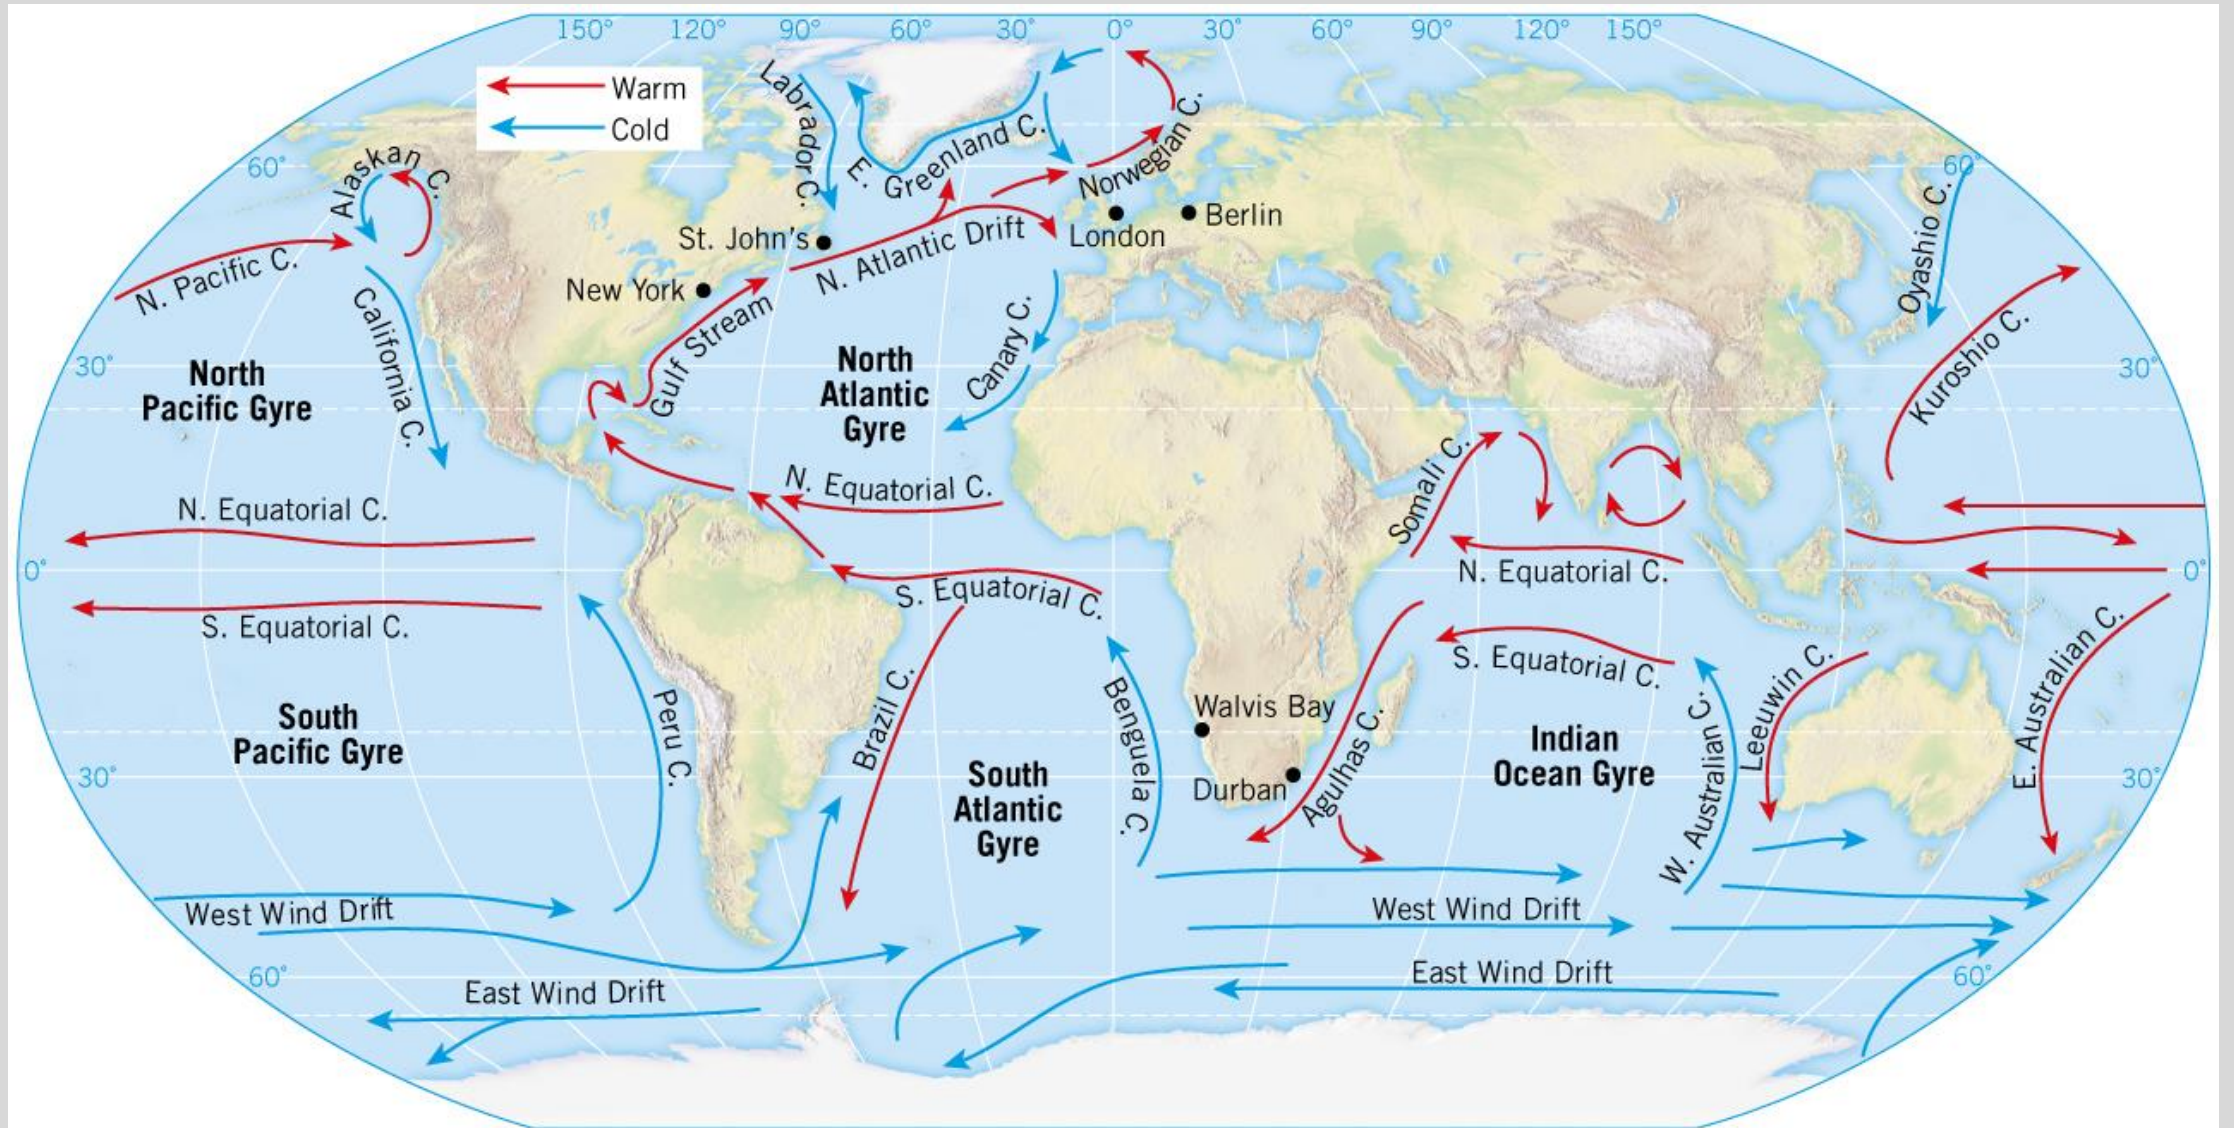 150° 120° 90° 60° 30° 0° 30° 60° 90° 120° 150°
Warm
Cold
Labrador C.
E. Greenland C.
Norwegian C.
60°
60°
Alaskan C.
Oyashio C.
St. John's
London
Berlin
N. Pacific C.
N. Atlantic Drift
New York
Gulf Stream
California C.
Canary C.
Kuroshio C.
30°
30°
North
Pacific Gyre
North
Atlantic
Gyre
Somali C.
N. Equatorial C.
N. Equatorial C.
N. Equatorial C.
0°
0°
S. Equatorial C.
S. Equatorial C.
S. Equatorial C.
Peru C.
Brazil C.
Benguela C.
Walvis Bay
Durban
Agulhas C.
W. Australian C.
Leeuwin C.
E. Australian C.
South
Pacific Gyre
South
Atlantic
Gyre
Indian
Ocean Gyre
30°
30°
West Wind Drift
West Wind Drift
60°
60°
East Wind Drift
East Wind Drift